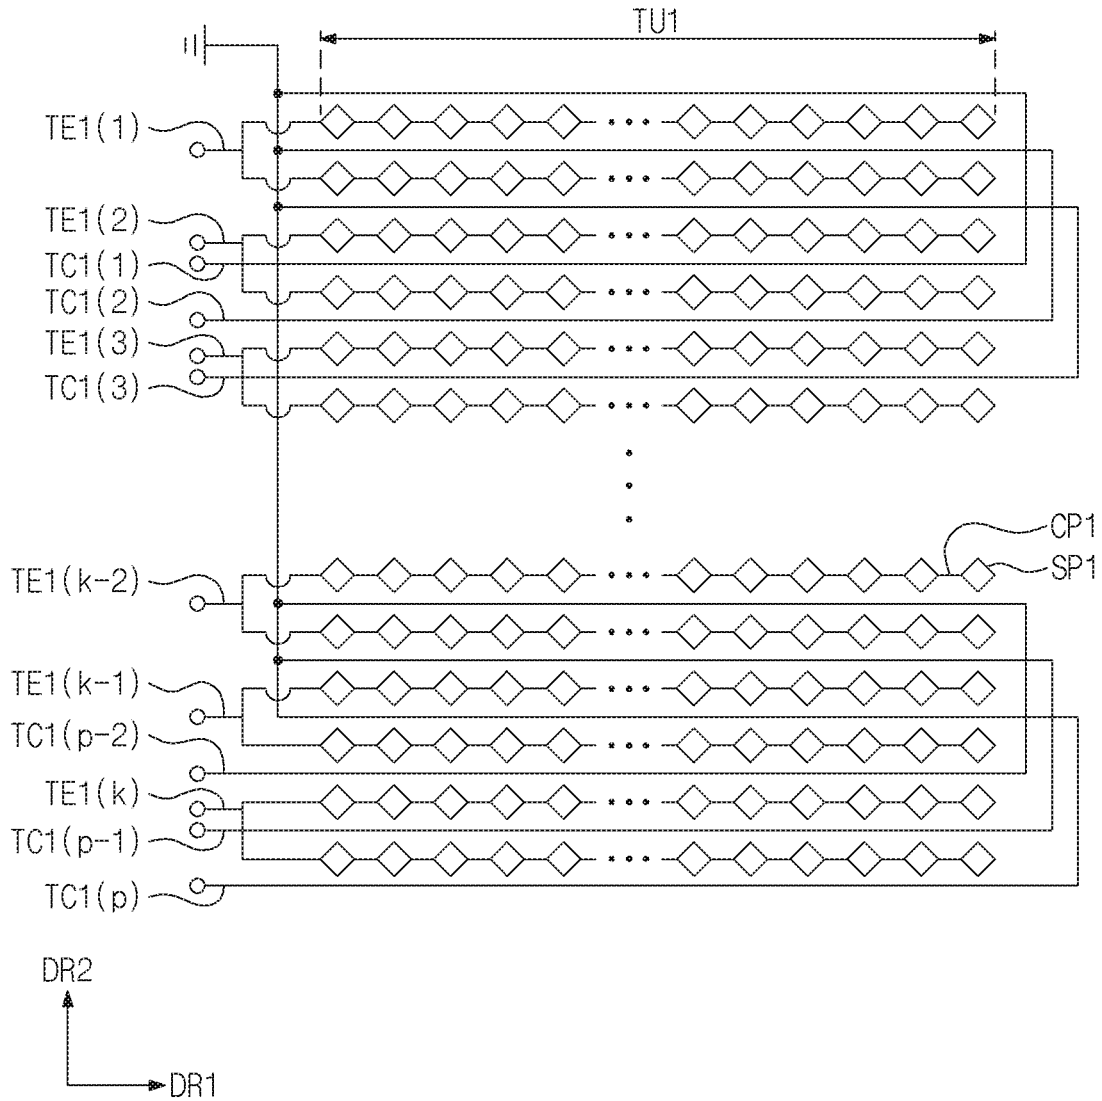 TU1
TE1(1)
TE1(2)
TC1(1)
TC1(2)
TE1(3)
TC1(3)
CP1
SP1
TE1(k-2)
TE1(k-1)
TC1(p-2)
TE1(k)
TC1(p-1)
TC1(p)
DR2
DR1